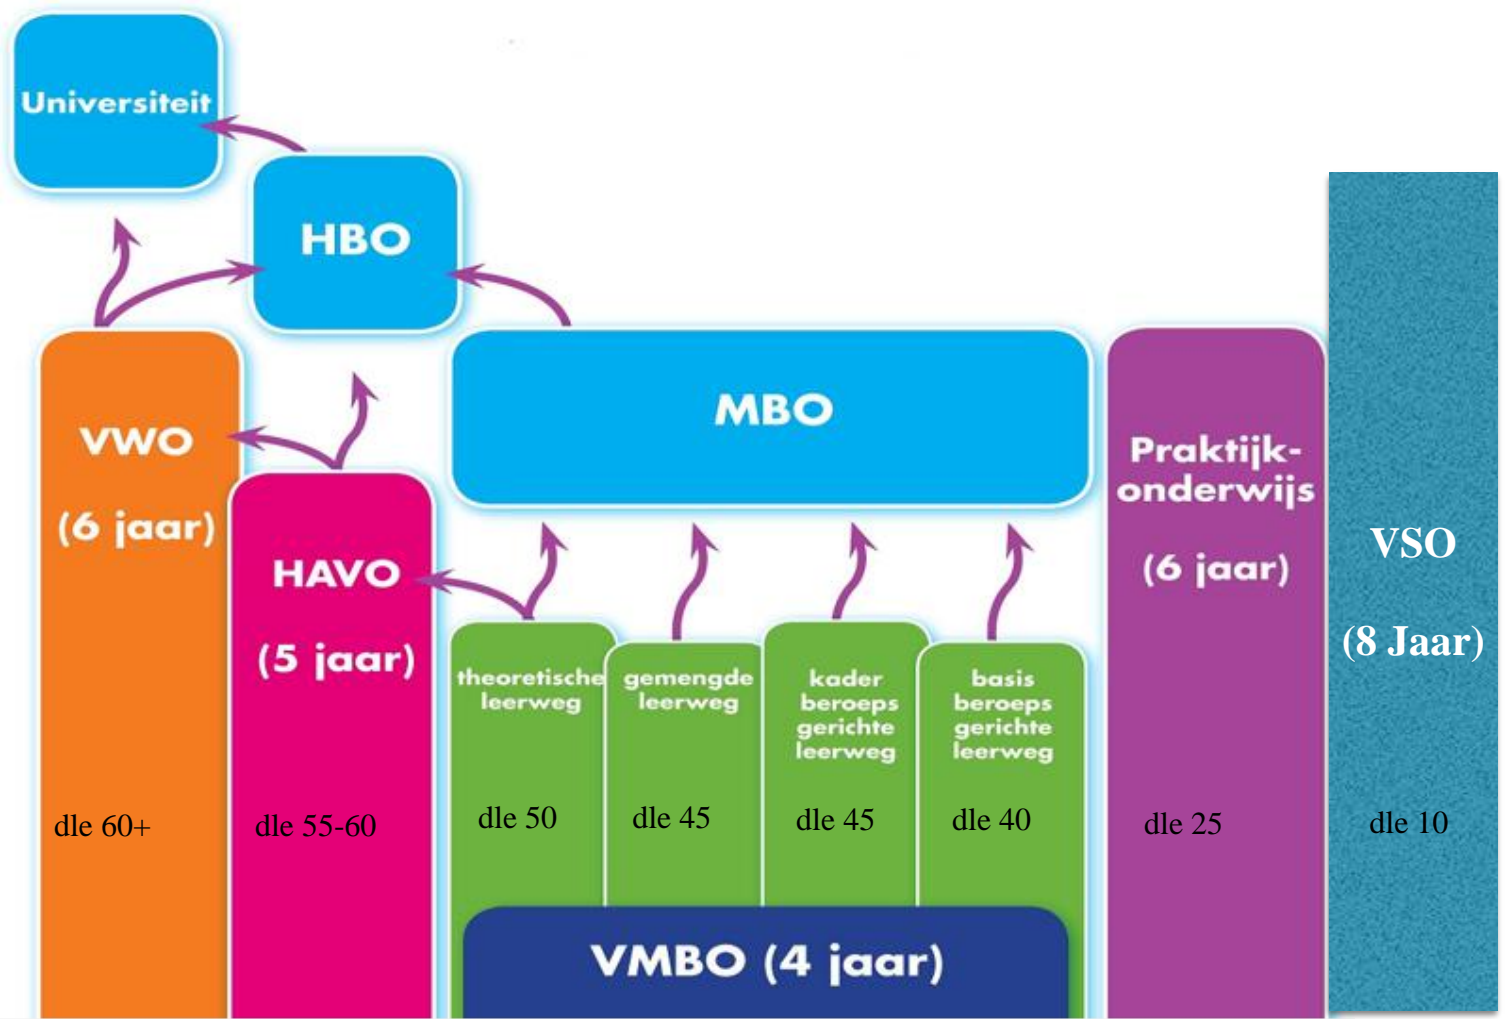 Universiteit
HBO
VWO
(6 jaar)
HAVO
(5 jaar)
MBO
Praktijk-
onderwijs
(6 jaar)
VSO
(8 Jaar)
theoretische
leerweg
gemengde
leerweg
kader
beroeps
gerichte
leerweg
basis
beroeps
gerichte
leerweg
dle 60+
dle 55-60
dle 50
dle 45
dle 45
dle 40
dle 25
dle 10
VMBO (4 jaar)